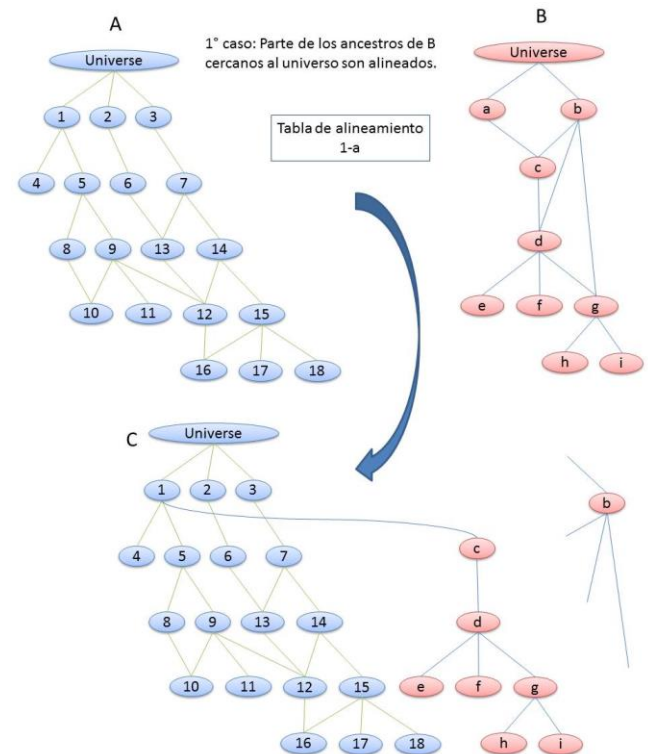 A
B
1° caso: Parte de los ancestros de B
cercanos al universo son alineados.
Universe
Universe
1 2 3
a b
Tabla de alineamiento
1-a
c
4 5 6 7
8 9 13 14
d
10 11 12 15
e f g
16 17 18
h i
C
Universe
1 2 3
b
4 5 6 7
c
8 9 13 14
d
10 11 12 15
e f g
16 17 18
h i